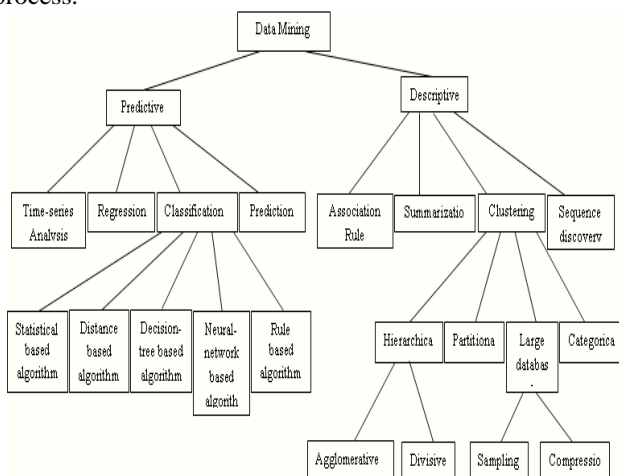 process.
Data Mining
Predictive
Descriptive
Time-series
Analysis
Regression
Classification
Prediction
Association
Rule
Summarizatio
Clustering
Sequence
discovery
Statistical
based
algorithm
Distance
based
algorithm
Decision-
tree based
algorithm
Neural-
network
based
algorith
Rule
based
algorithm
Hierarchica
Partitiona
Large
databas
.
Categorica
Agglomerative
Divisive
Sampling
Compressio